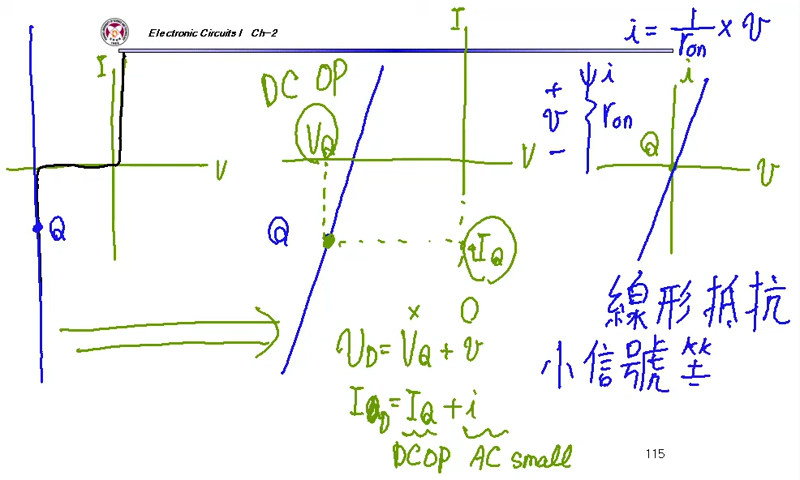 Electronic Circuits I Ch-2
I
V
Q
DC OP
V_Q
I
V
Q
I_Q
x 0
V_D = V_Q + v
I_D = I_Q + i
DCOP AC small
i = 1/r_on × v
+ v - i r_on
i
Q
v
線形抵抗
小信號
115